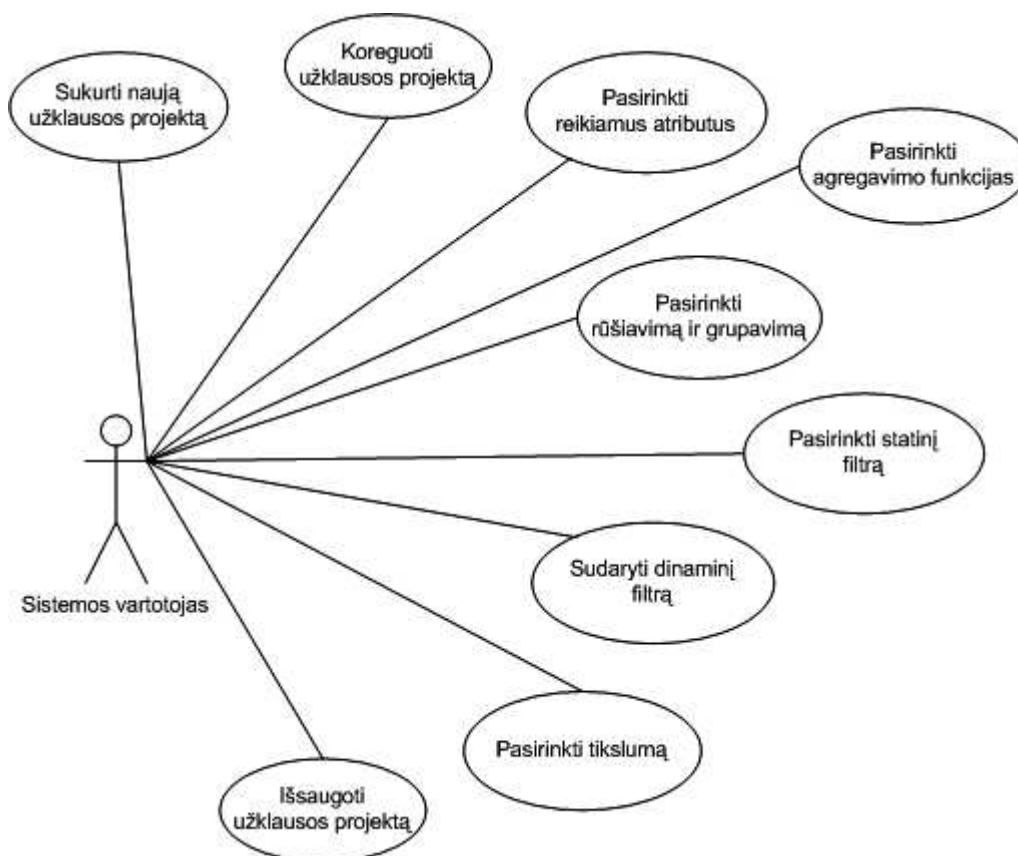 Sukurti naują
užklausos projektą
Koreguoti
užklausos projektą
Pasirinkti
reikiamus atributus
Pasirinkti
agregavimo funkcijas
Pasirinkti
rūšiavimą ir grupavimą
Pasirinkti statinį
filtrą
Sudaryti dinaminį
filtrą
Sistemos vartotojas
Pasirinkti tikslumą
Išsaugoti
užklausos projektą